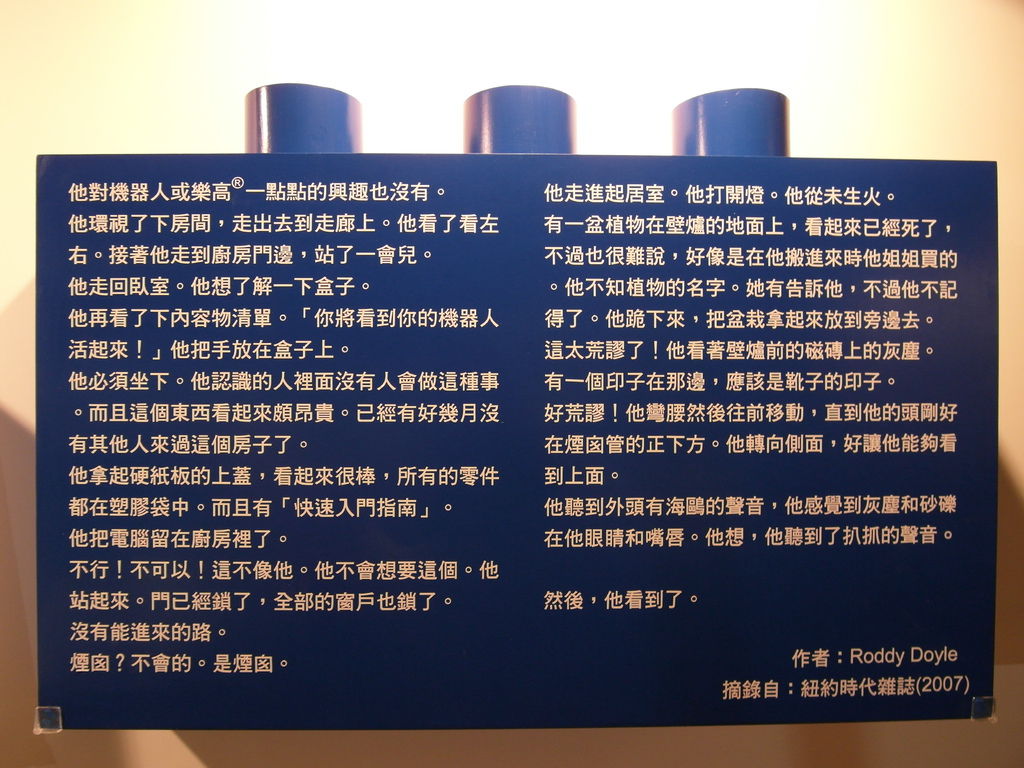 他對機器人或樂高®一點點的興趣也沒有。
他環視了下房間，走出去到走廊上。他看了看左
右。接著他走到廚房門邊，站了一會兒。
他走回臥室。他想了解一下盒子。
他再看了下內容物清單。「你將看到你的機器人
活起來！」他把手放在盒子上。
他必須坐下。他認識的人裡面沒有人會做這種事
。而且這個東西看起來頗昂貴。已經有好幾月沒
有其他人來過這個房子了。
他拿起硬紙板的上蓋，看起來很棒，所有的零件
都在塑膠袋中。而且有「快速入門指南」。
他把電腦留在廚房裡了。
不行！不可以！這不像他。他不會想要這個。他
站起來。門已經鎖了，全部的窗戶也鎖了。
沒有能進來的路。
煙囪？不會的。是煙囪。
他走進起居室。他打開燈。他從未生火。
有一盆植物在壁爐的地面上，看起來已經死了，
不過也很難說，好像是在他搬進來時他姐姐買的
。他不知植物的名字。她有告訴他，不過他不記
得了。他跪下來，把盆栽拿起來放到旁邊去。
這太荒謬了！他看著壁爐前的磁磚上的灰塵。
有一個印子在那邊，應該是靴子的印子。
好荒謬！他彎腰然後往前移動，直到他的頭剛好
在煙囪管的正下方。他轉向側面，好讓他能夠看
到上面。
他聽到外頭有海鷗的聲音，他感覺到灰塵和砂礫
在他眼睛和嘴唇。他想，他聽到了扒抓的聲音。
然後，他看到了。
作者：Roddy Doyle
摘錄自：紐約時代雜誌(2007)